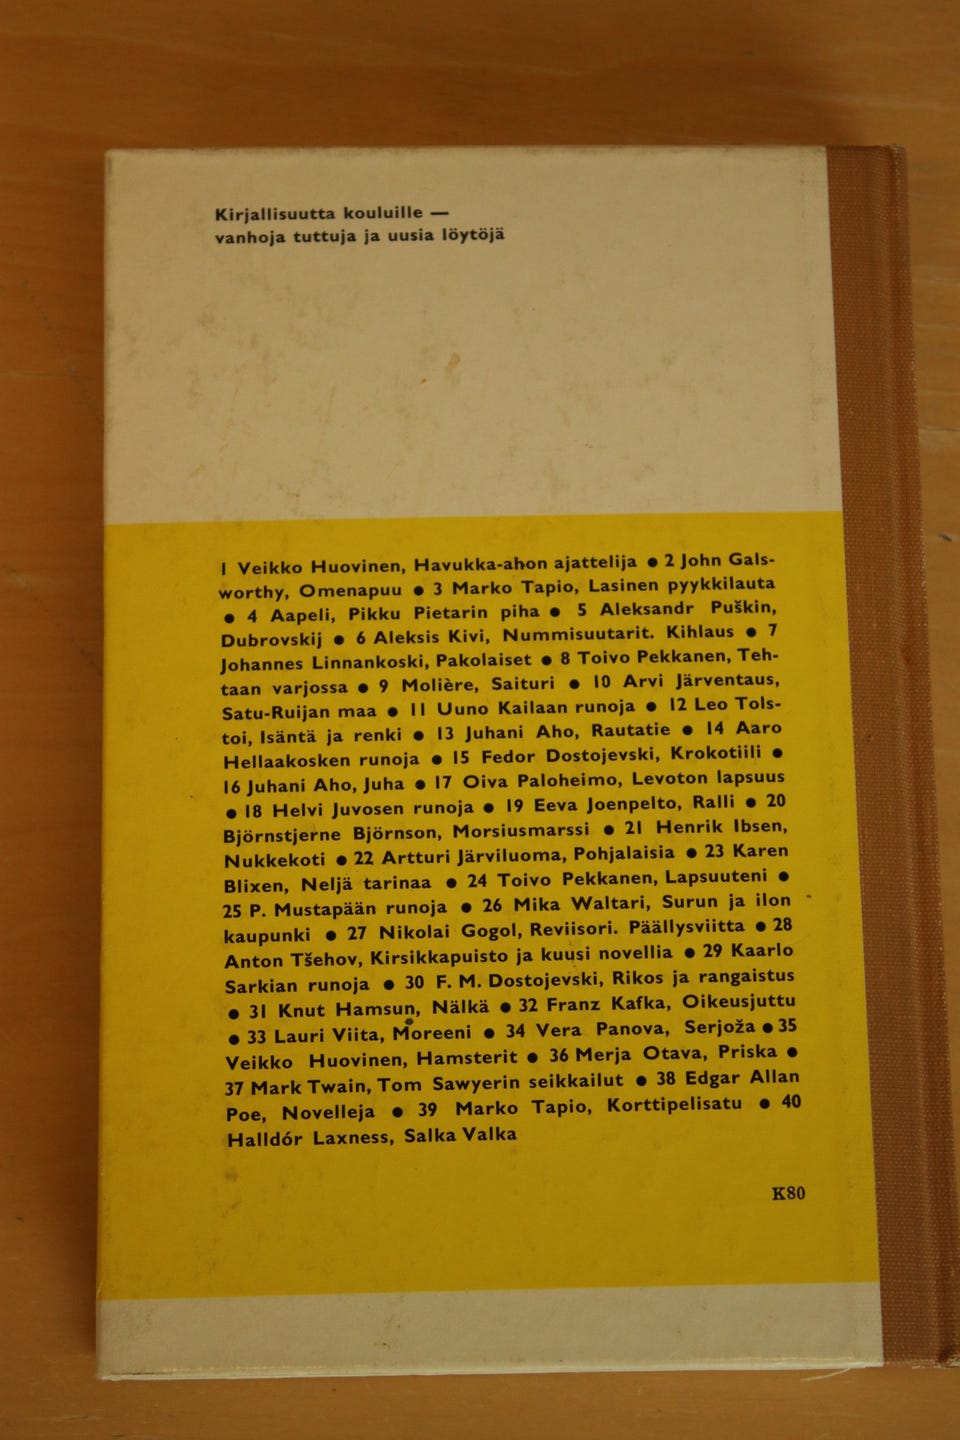 Kirjallisuutta kouluille —
vanhoja tuttuja ja uusia löytöjä
1 Veikko Huovinen, Havukka-ahon ajattelija ● 2 John Gals-
worthy, Omenapuu ● 3 Marko Tapio, Lasinen pyykkilauta
● 4 Aapeli, Pikku Pietarin piha ● 5 Aleksandr Puškin,
Dubrovskij ● 6 Aleksis Kivi, Nummisuutarit. Kihlaus ● 7
Johannes Linnankoski, Pakolaiset ● 8 Toivo Pekkanen, Teh-
taan varjossa ● 9 Molière, Saituri ● 10 Arvi Järventaus,
Satu-Ruijan maa ● 11 Uuno Kailaan runoja ● 12 Leo Tols-
toi, Isäntä ja renki ● 13 Juhani Aho, Rautatie ● 14 Aaro
Hellaakosken runoja ● 15 Fedor Dostojevski, Krokotiili ●
16 Juhani Aho, Juha ● 17 Oiva Paloheimo, Levoton lapsuus
● 18 Helvi Juvosen runoja ● 19 Eeva Joenpelto, Ralli ● 20
Björnstjerne Björnson, Morsiusmarssi ● 21 Henrik Ibsen,
Nukkekoti ● 22 Artturi Järviluoma, Pohjalaisia ● 23 Karen
Blixen, Neljä tarinaa ● 24 Toivo Pekkanen, Lapsuuteni ●
25 P. Mustapään runoja ● 26 Mika Waltari, Surun ja ilon
kaupunki ● 27 Nikolai Gogol, Reviisori. Päällysviitta ● 28
Anton Tšehov, Kirsikkapuisto ja kuusi novellia ● 29 Kaarlo
Sarkian runoja ● 30 F. M. Dostojevski, Rikos ja rangaistus
● 31 Knut Hamsun, Nälkä ● 32 Franz Kafka, Oikeusjuttu
● 33 Lauri Viita, Moreeni ● 34 Vera Panova, Serjoža ● 35
Veikko Huovinen, Hamsterit ● 36 Merja Otava, Priska ●
37 Mark Twain, Tom Sawyerin seikkailut ● 38 Edgar Allan
Poe, Novelleja ● 39 Marko Tapio, Korttipelisatu ● 40
Halldór Laxness, Salka Valka
K80